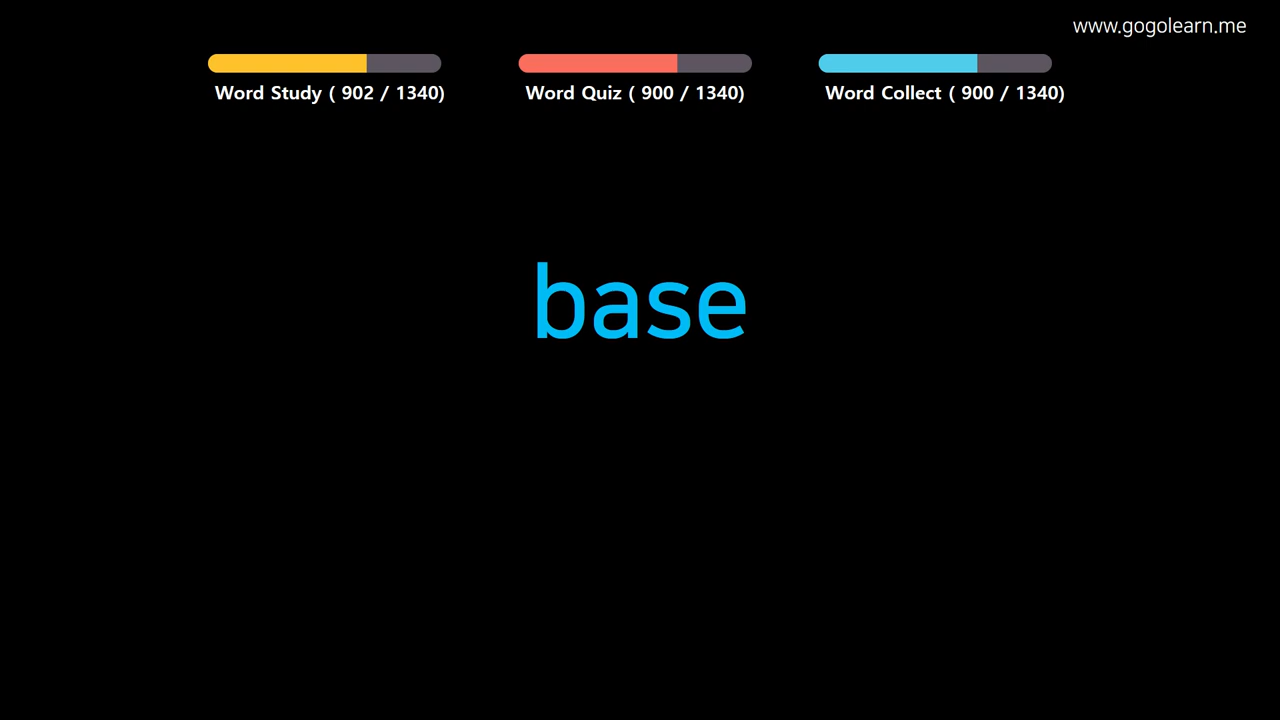 www.gogolearn.me
Word Study ( 902 / 1340)
Word Quiz ( 900 / 1340)
Word Collect ( 900 / 1340)
base